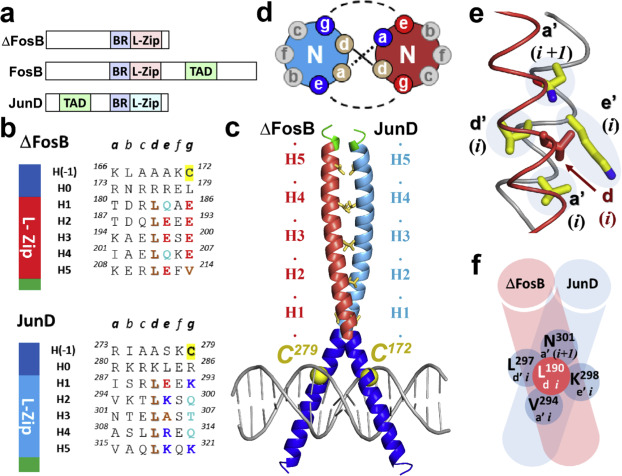 a
ΔFosB BR L-Zip
FosB BR L-Zip TAD
JunD TAD BR L-Zip
b
ΔFosB
a b c d e f g
H(-1) 166 K L A A A K C 172
H0 173 R N R R R E L 179
H1 180 T D R L Q A E 186
H2 187 T D Q L E E E 193
H3 194 K A E L E S E 200
H4 201 I A E L Q K E 207
H5 208 K E R L E F V 214
L-Zip
JunD
a b c d e f g
H(-1) 273 R I A A S K C 279
H0 R K R K L E R
H1 287 I S R L E E K 293
H2 294 V K T L K S Q 300
H3 301 N T E L A S T 307
H4 308 A S L L R E Q 314
H5 315 V A Q L K Q K 321
L-Zip
c
ΔFosB JunD
H5 H5
H4 H4
H3 H3
H2 H2
H1 H1
C279 C172
d
c g d a e b
f N N f
b e a d g c
e
a'
(i+1)
e'
(i)
d'
(i)
d
(i)
a'
(i)
f
ΔFosB JunD
N301
a' (i+1)
L297
d' i
L190
d i
K298
e' i
V294
a' i